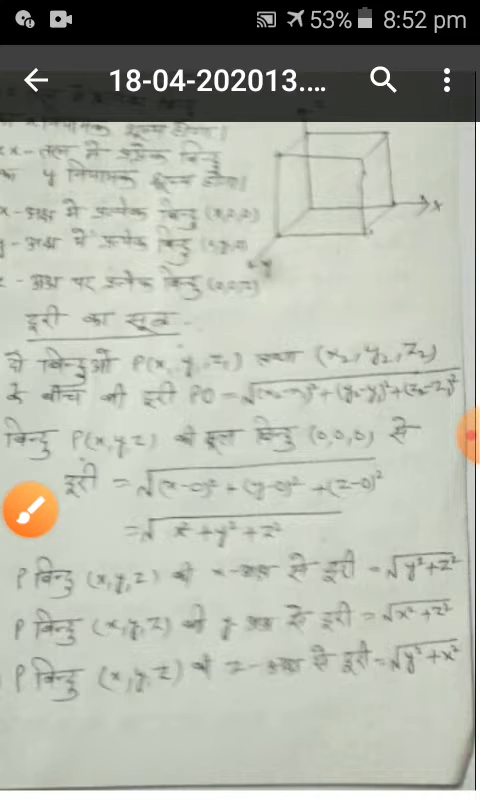 53% 8:52 pm
18-04-202013....
x-तल में प्रत्येक बिन्दु
का y नियामक शून्य होगा।
x-अक्ष में प्रत्येक बिन्दु (x,0,0)
y-अक्ष में प्रत्येक बिन्दु (0,y,0)
z-अक्ष पर प्रत्येक बिन्दु (0,0,z)
x
y
दूरी का सूत्र
दो बिन्दुओं P(x₁,y₁,z₁) तथा (x₂,y₂,z₂)
के बीच की दूरी PQ = √(x₂-x₁)²+(y₂-y₁)²+(z₂-z₁)²
बिन्दु P(x,y,z) की मूल बिन्दु (0,0,0) से
दूरी = √(x-0)²+(y-0)²+(z-0)²
= √x²+y²+z²
P बिन्दु (x,y,z) की x-अक्ष से दूरी = √y²+z²
P बिन्दु (x,y,z) की y अक्ष से दूरी = √x²+z²
P बिन्दु (x,y,z) की z-अक्ष से दूरी = √y²+x²